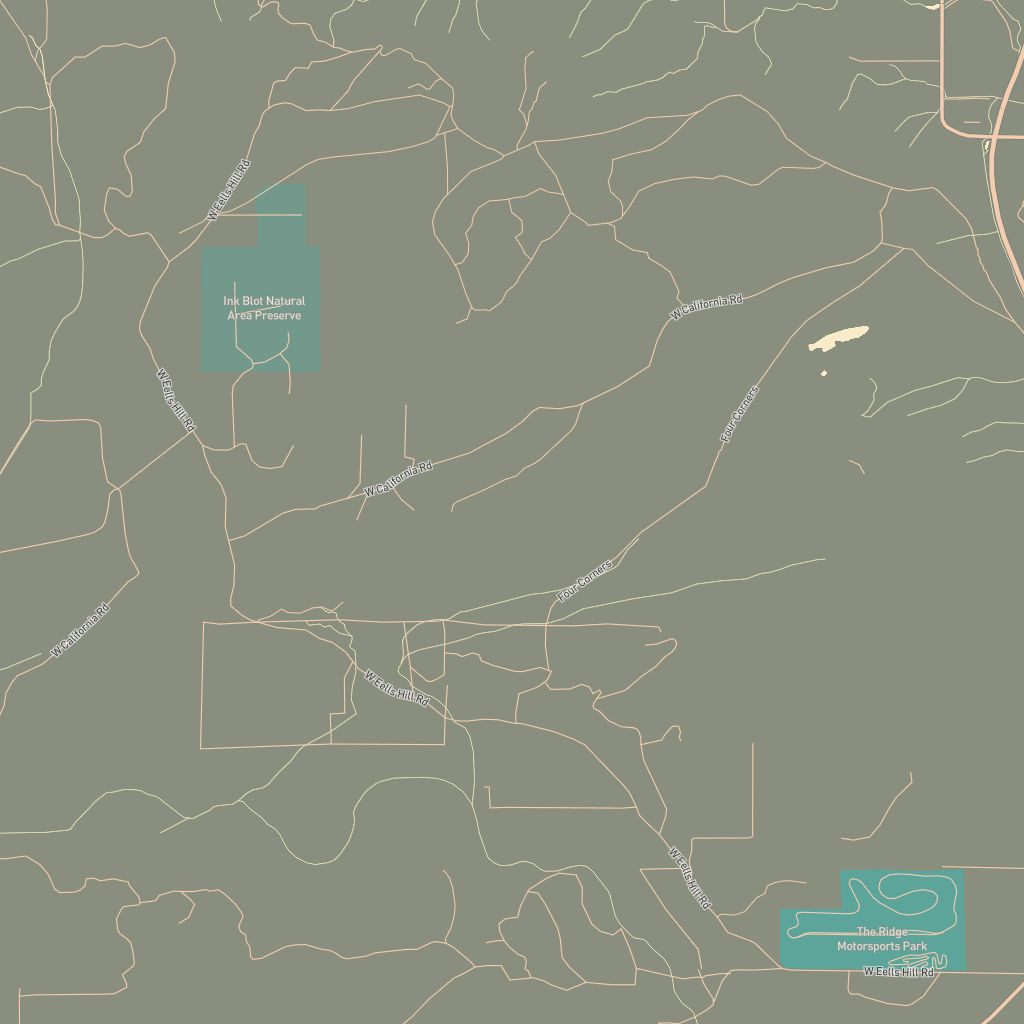 W Eells Hill Rd
Ink Blot Natural
Area Preserve
W California Rd
W Eells Hill Rd
Four Corners
W California Rd
Four Corners
W California Rd
W Eells Hill Rd
W Eells Hill Rd
The Ridge
Motorsports Park
W Eells Hill Rd